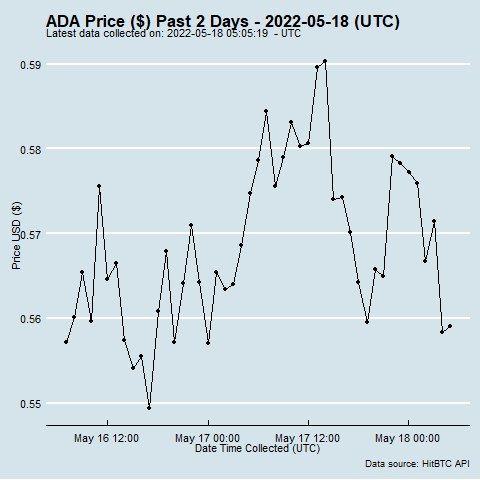 ADA Price ($) Past 2 Days - 2022-05-18 (UTC)
Latest data collected on: 2022-05-18 05:05:19  - UTC
0.59
0.58
0.57
0.56
0.55
Price USD ($)
May 16 12:00 May 17 00:00 May 17 12:00 May 18 00:00
Date Time Collected (UTC)
Data source: HitBTC API